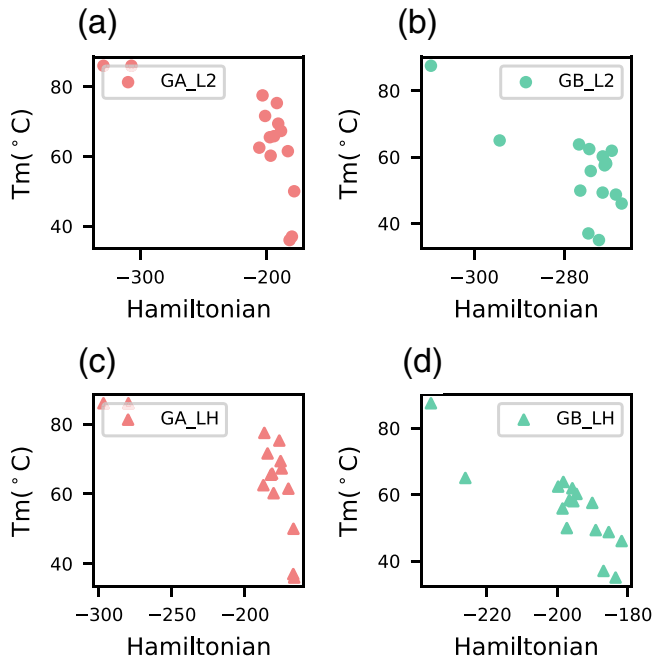 (a)
(b)
GA_L2
GB_L2
80
60
40
80
60
40
Tm(°C)
Tm(°C)
−300
−200
−300
−280
Hamiltonian
Hamiltonian
(c)
(d)
GA_LH
GB_LH
80
60
40
80
60
40
Tm(°C)
Tm(°C)
−300
−250
−200
−220
−200
−180
Hamiltonian
Hamiltonian